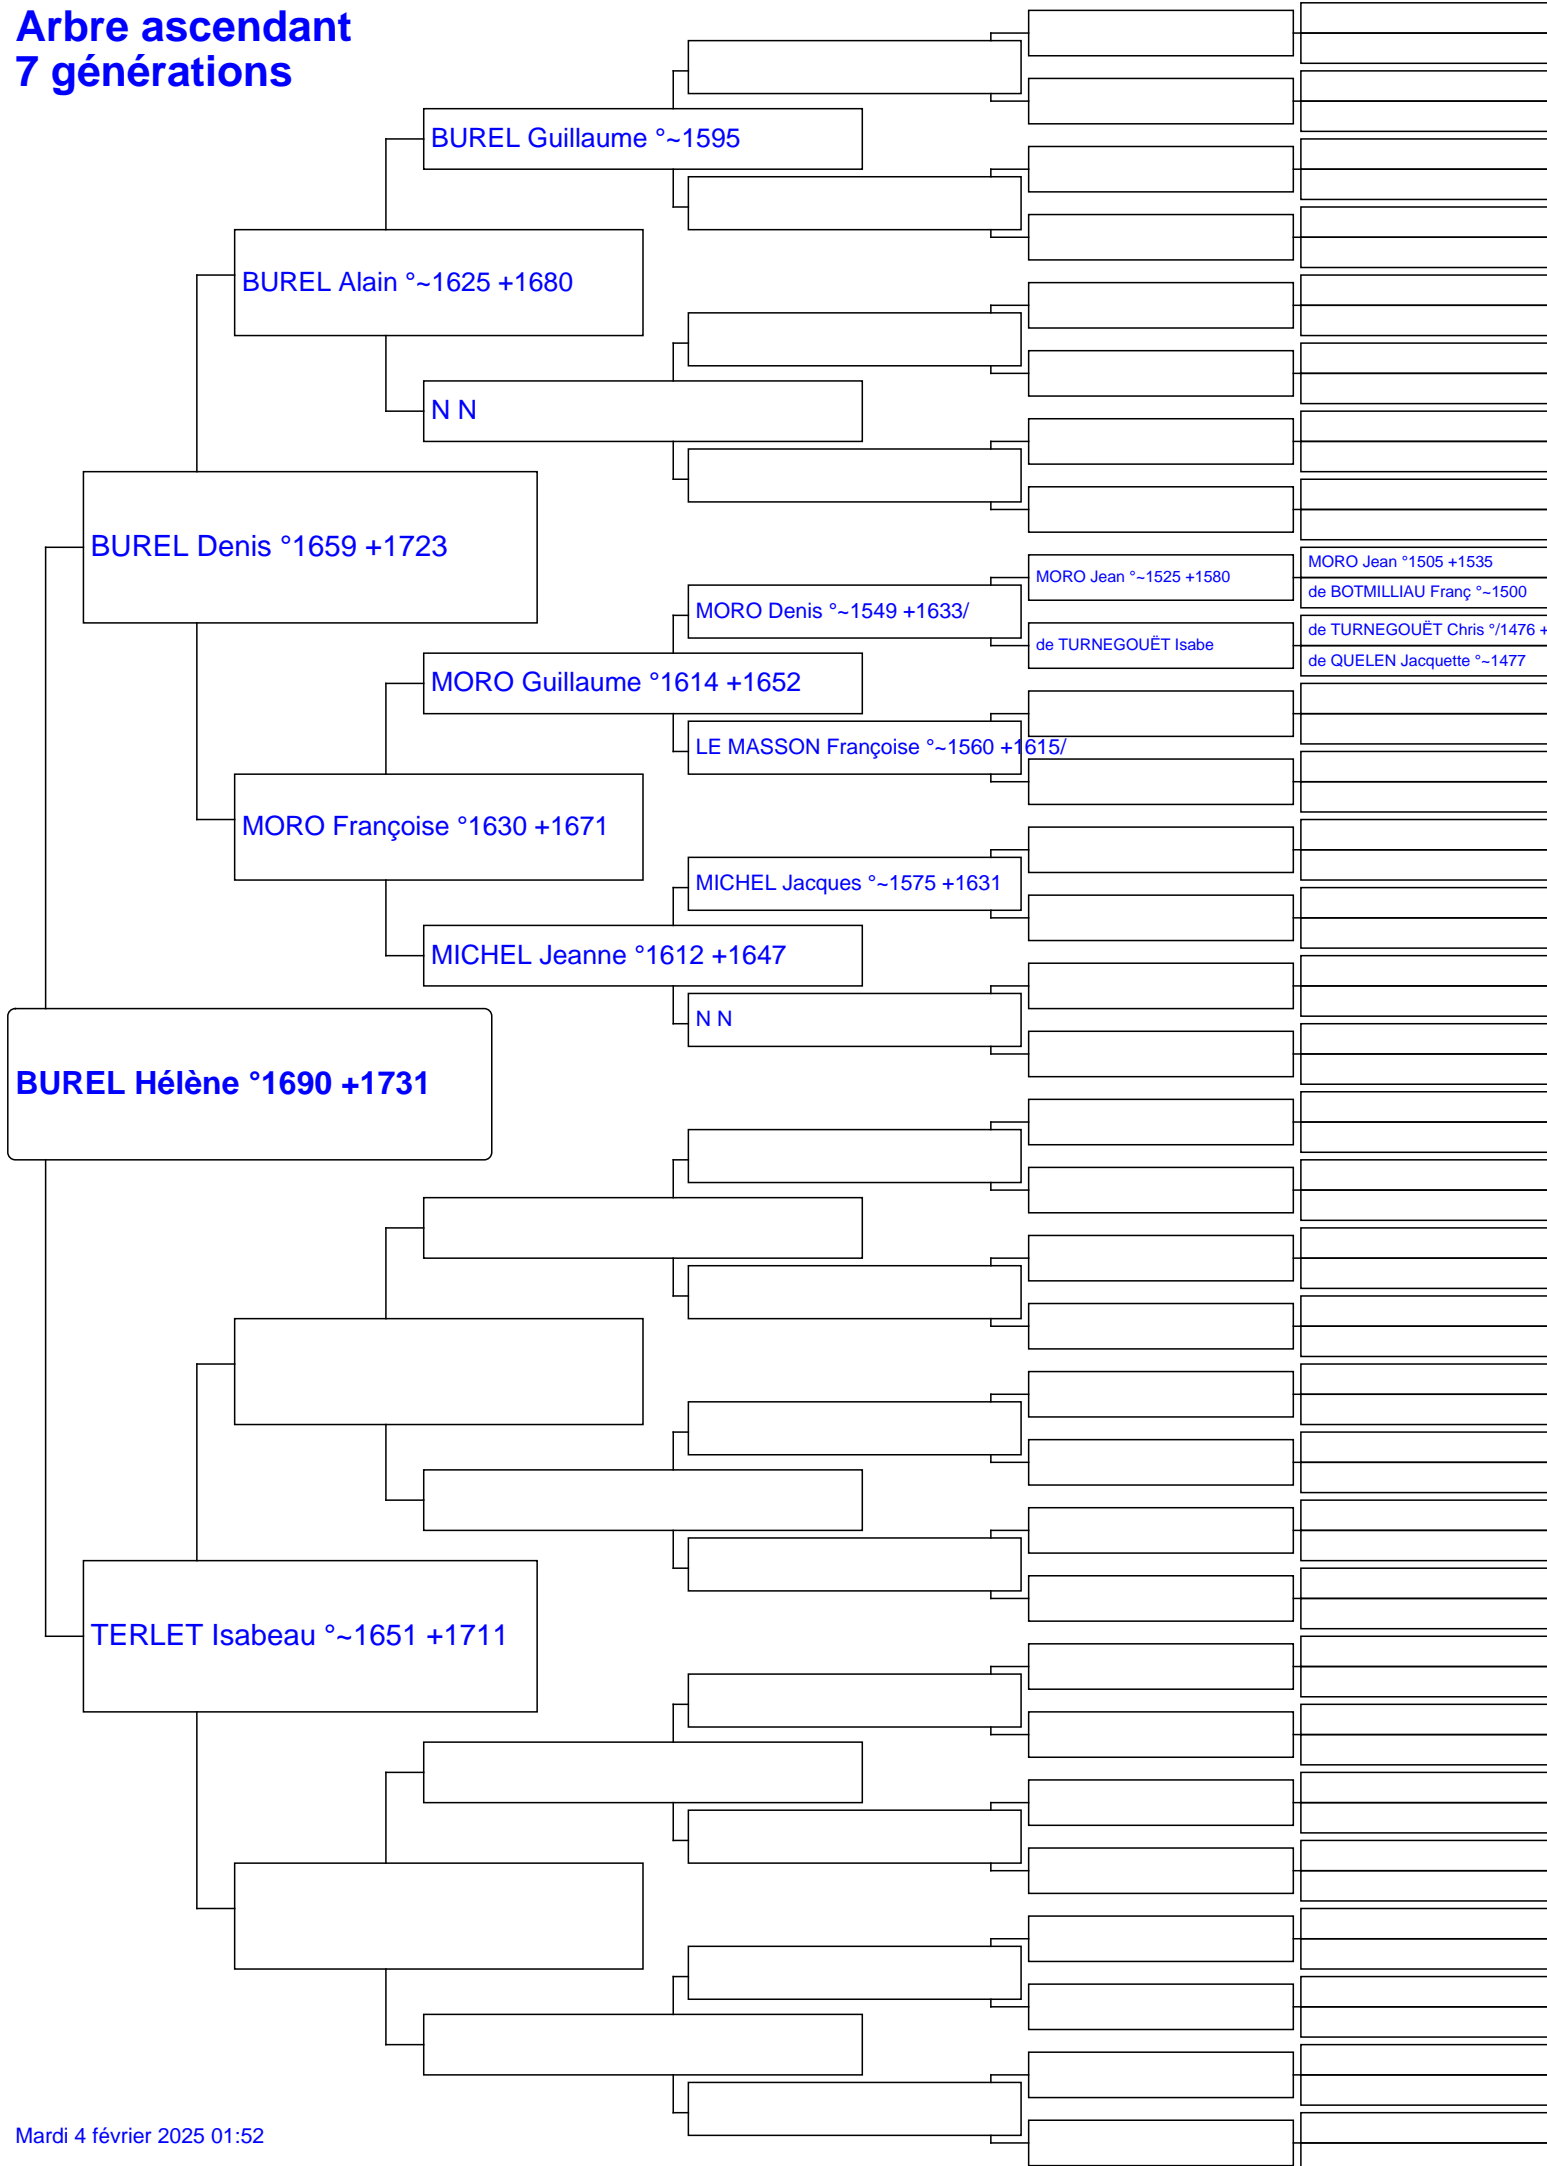 Arbre ascendant
7 générations
BUREL Guillaume °~1595
BUREL Alain °~1625 +1680
N N
BUREL Denis °1659 +1723
MORO Jean °1505 +1535
MORO Jean °~1525 +1580
de BOTMILLIAU Franç °~1500
MORO Denis °~1549 +1633/
de TURNEGOUËT Chris °/1476 +
de TURNEGOUËT Isabe
de QUELEN Jacquette °~1477
MORO Guillaume °1614 +1652
LE MASSON Françoise °~1560 +1615/
MORO Françoise °1630 +1671
MICHEL Jacques °~1575 +1631
MICHEL Jeanne °1612 +1647
N N
BUREL Hélène °1690 +1731
TERLET Isabeau °~1651 +1711
Mardi 4 février 2025 01:52